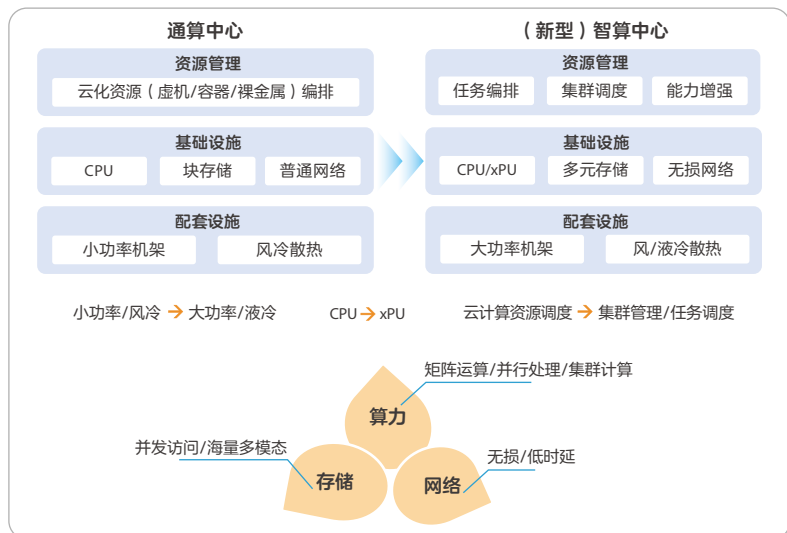 通算中心
资源管理
云化资源（虚机/容器/裸金属）编排
基础设施
CPU 块存储 普通网络
配套设施
小功率机架 风冷散热
（新型）智算中心
资源管理
任务编排 集群调度 能力增强
基础设施
CPU/xPU 多元存储 无损网络
配套设施
大功率机架 风/液冷散热
小功率/风冷 → 大功率/液冷 CPU → xPU 云计算资源调度 → 集群管理/任务调度
矩阵运算/并行处理/集群计算
算力
并发访问/海量多模态
存储
无损/低时延
网络